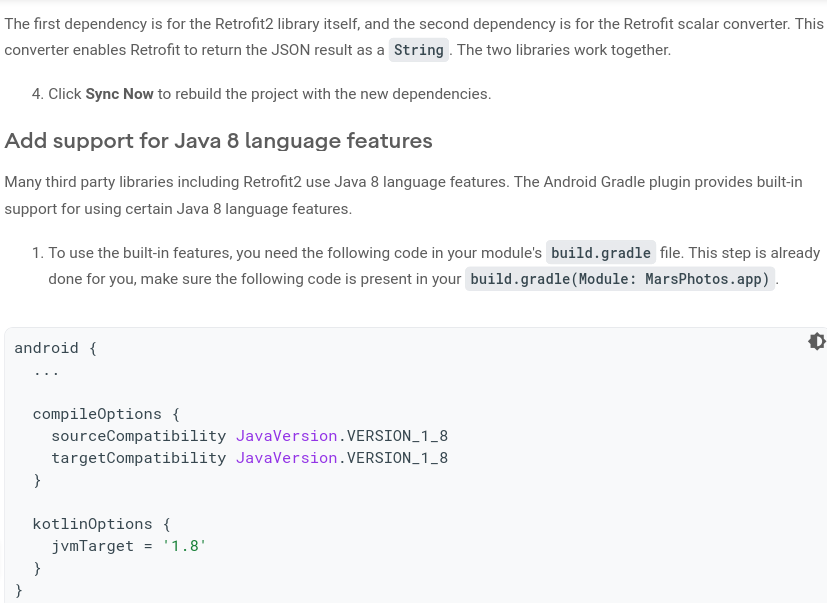 The first dependency is for the Retrofit2 library itself, and the second dependency is for the Retrofit scalar converter. This
converter enables Retrofit to return the JSON result as a String. The two libraries work together.
4. Click Sync Now to rebuild the project with the new dependencies.
Add support for Java 8 language features
Many third party libraries including Retrofit2 use Java 8 language features. The Android Gradle plugin provides built-in
support for using certain Java 8 language features.
1. To use the built-in features, you need the following code in your module's build.gradle file. This step is already
done for you, make sure the following code is present in your build.gradle(Module: MarsPhotos.app).
android {
  ...
  compileOptions {
    sourceCompatibility JavaVersion.VERSION_1_8
    targetCompatibility JavaVersion.VERSION_1_8
  }
  kotlinOptions {
    jvmTarget = '1.8'
  }
}